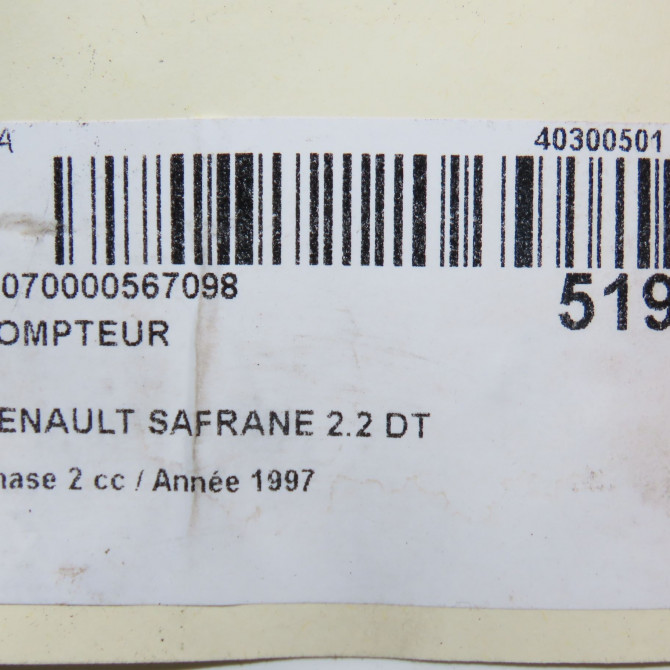 A 40300501
070000567098 519
OMPTEUR
ENAULT SAFRANE 2.2 DT
hase 2 cc / Année 1997